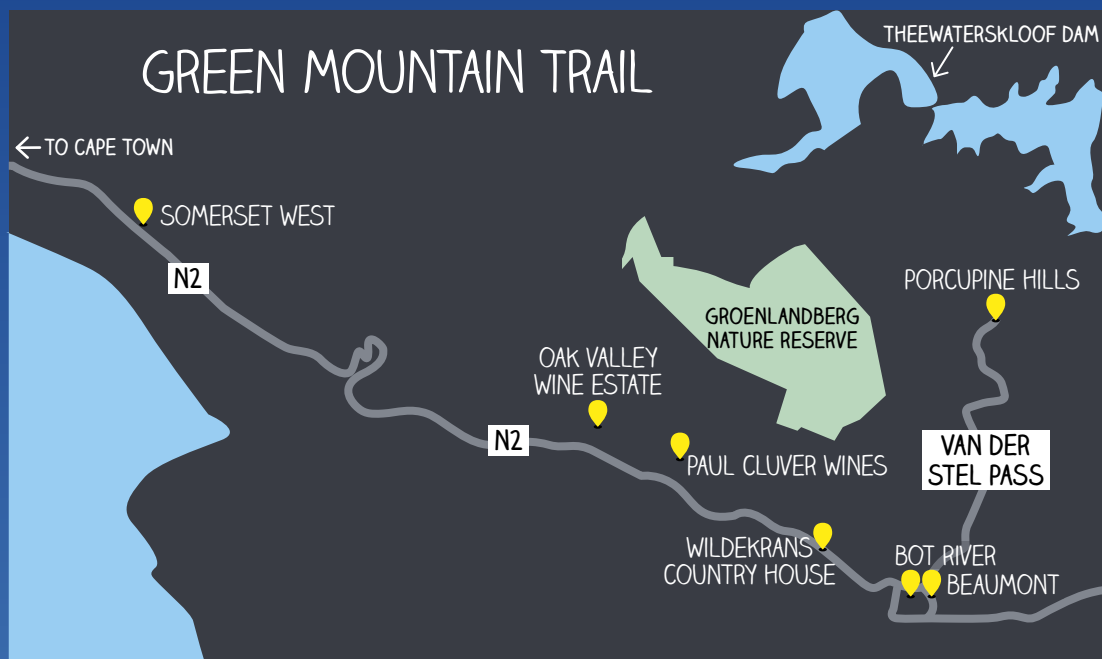 GREEN MOUNTAIN TRAIL
THEEWATERSKLOOF DAM
TO CAPE TOWN
SOMERSET WEST
N2
PORCUPINE HILLS
GROENLANDBERG
NATURE RESERVE
OAK VALLEY
WINE ESTATE
N2
PAUL CLUVER WINES
VAN DER
STEL PASS
WILDEKRANS
COUNTRY HOUSE
BOT RIVER
BEAUMONT